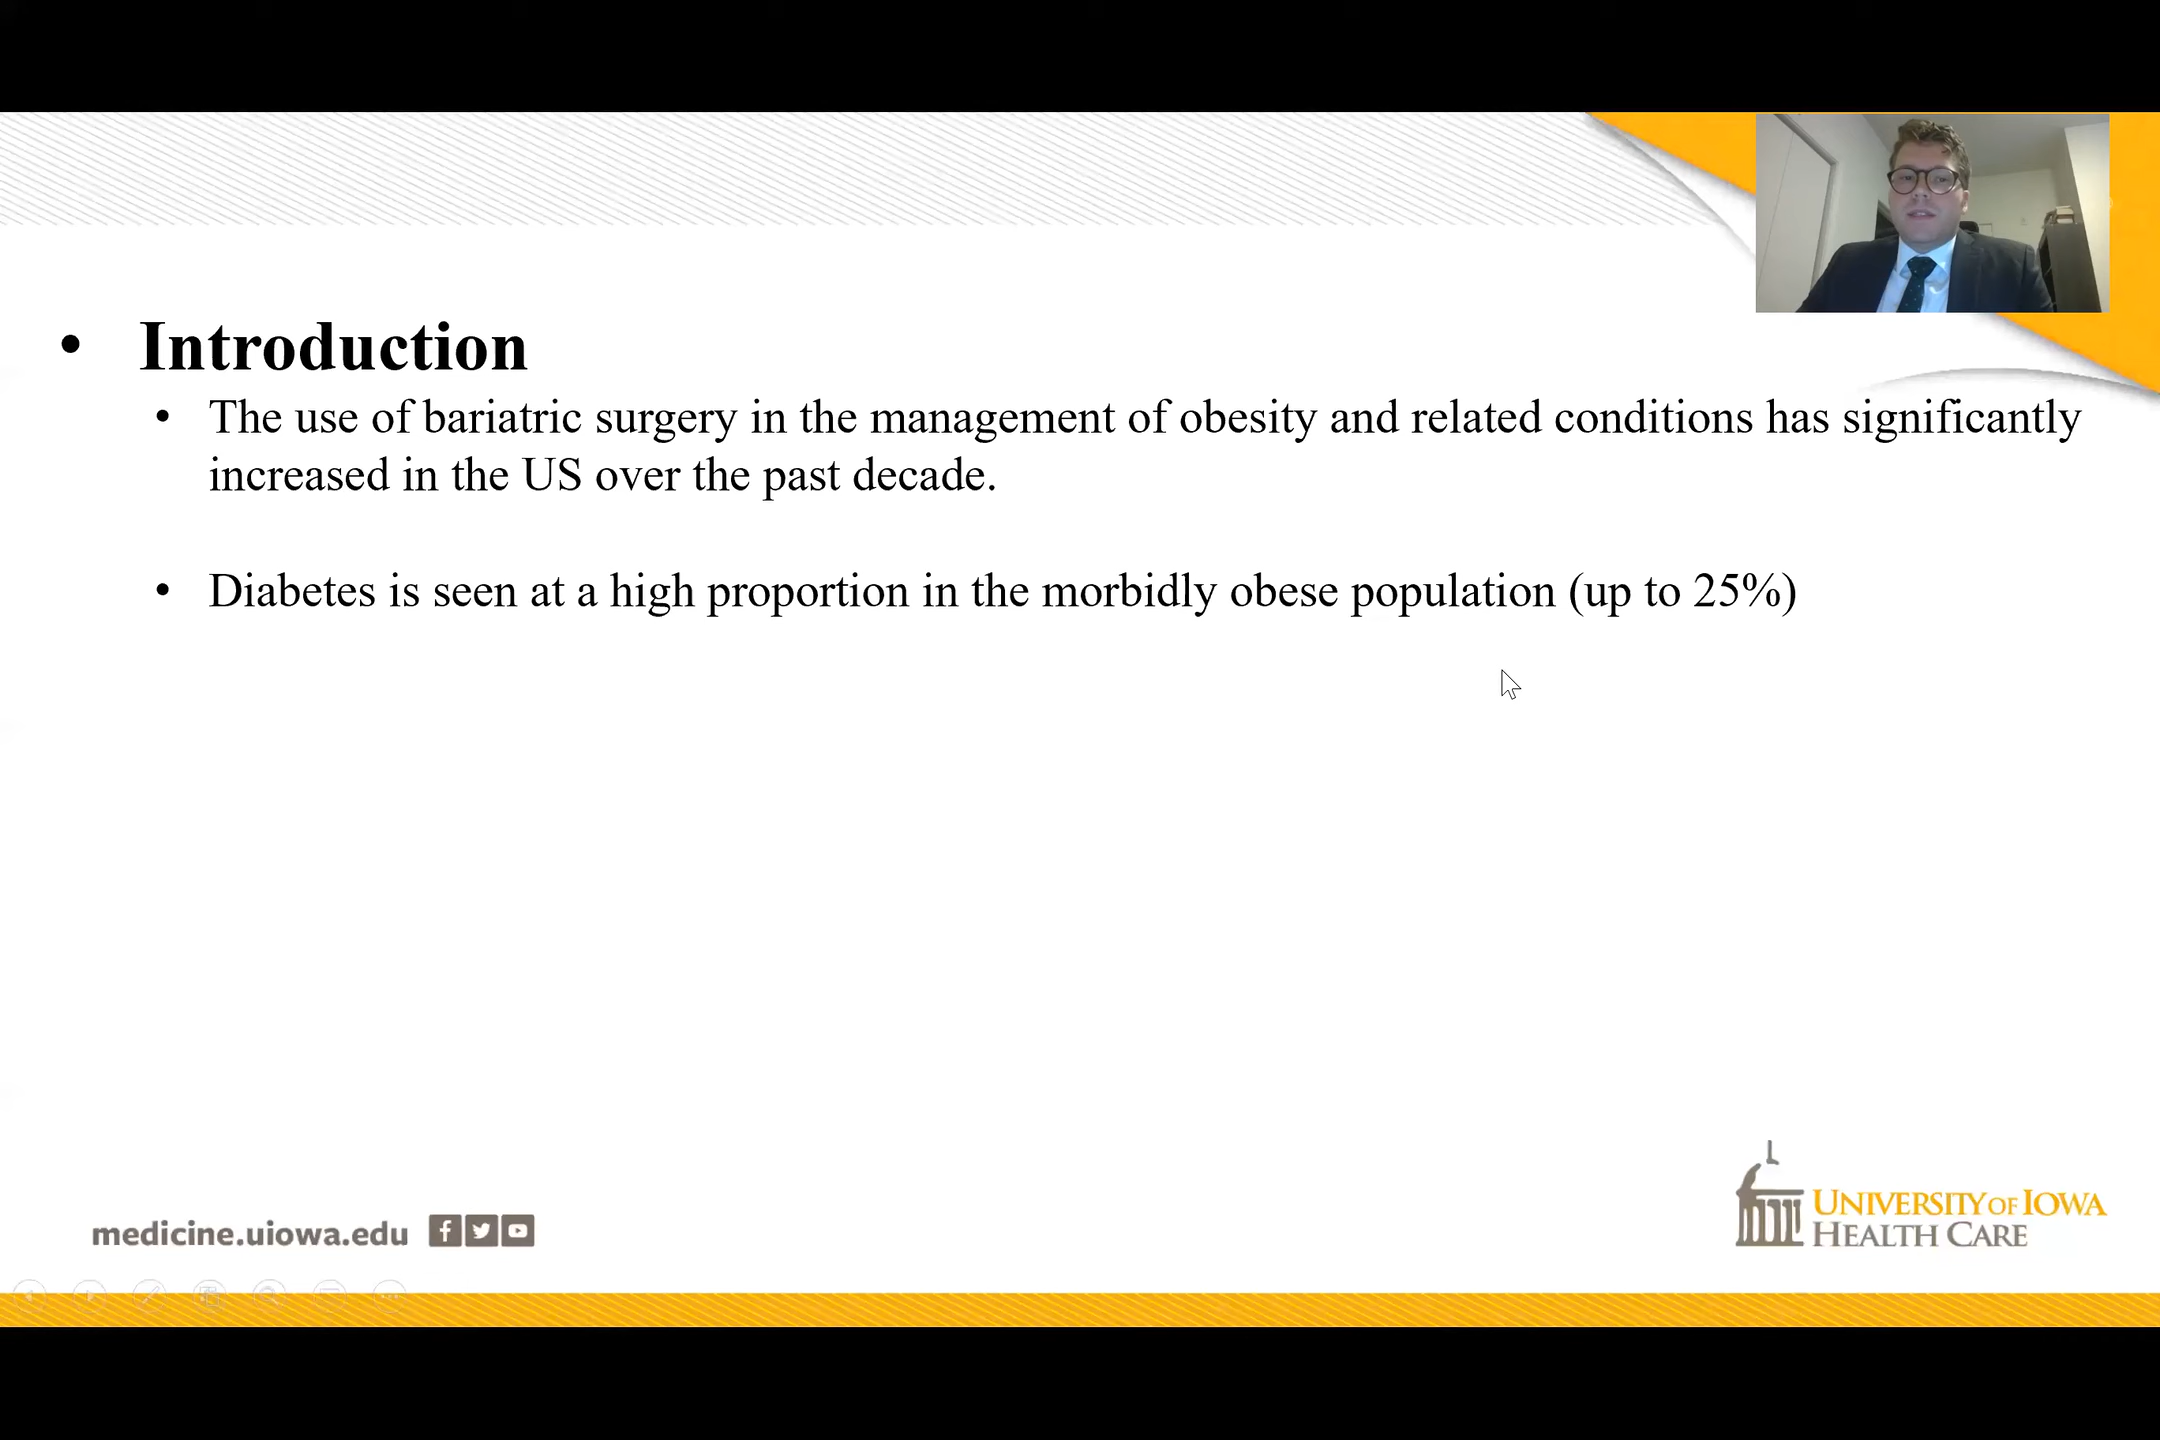 • Introduction
• The use of bariatric surgery in the management of obesity and related conditions has significantly
increased in the US over the past decade.
• Diabetes is seen at a high proportion in the morbidly obese population (up to 25%)
medicine.uiowa.edu
UNIVERSITY OF IOWA
HEALTH CARE